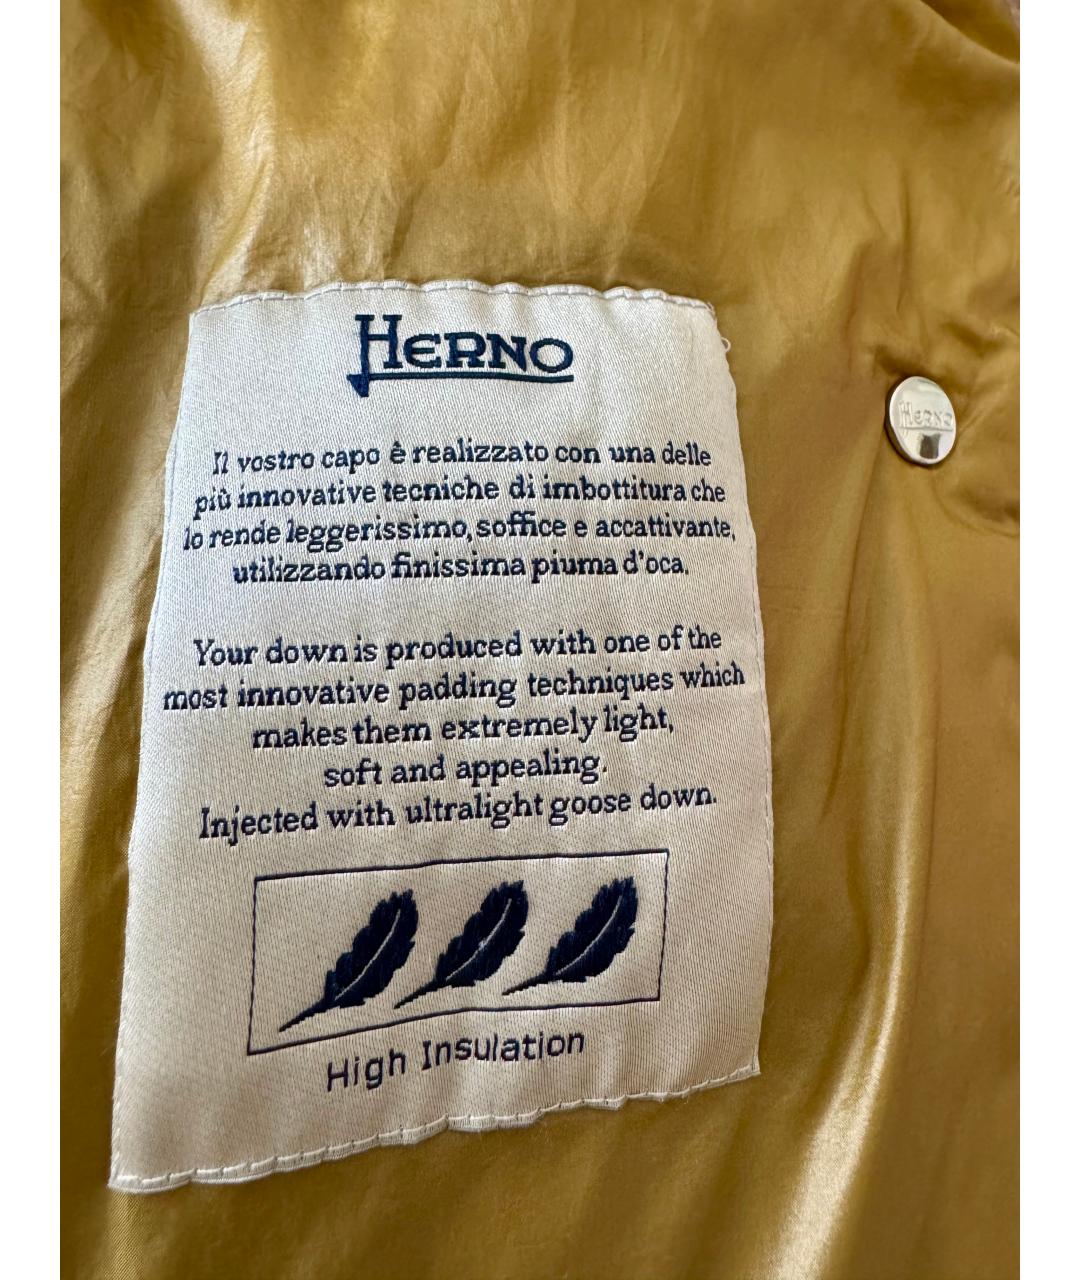 HERNO
Il vostro capo è realizzato con una delle
più innovative tecniche di imbottitura che
lo rende leggerissimo, soffice e accattivante,
utilizzando finissima piuma d'oca.
Your down is produced with one of the
most innovative padding techniques which
makes them extremely light,
soft and appealing.
Injected with ultralight goose down.
High Insulation
HERNO